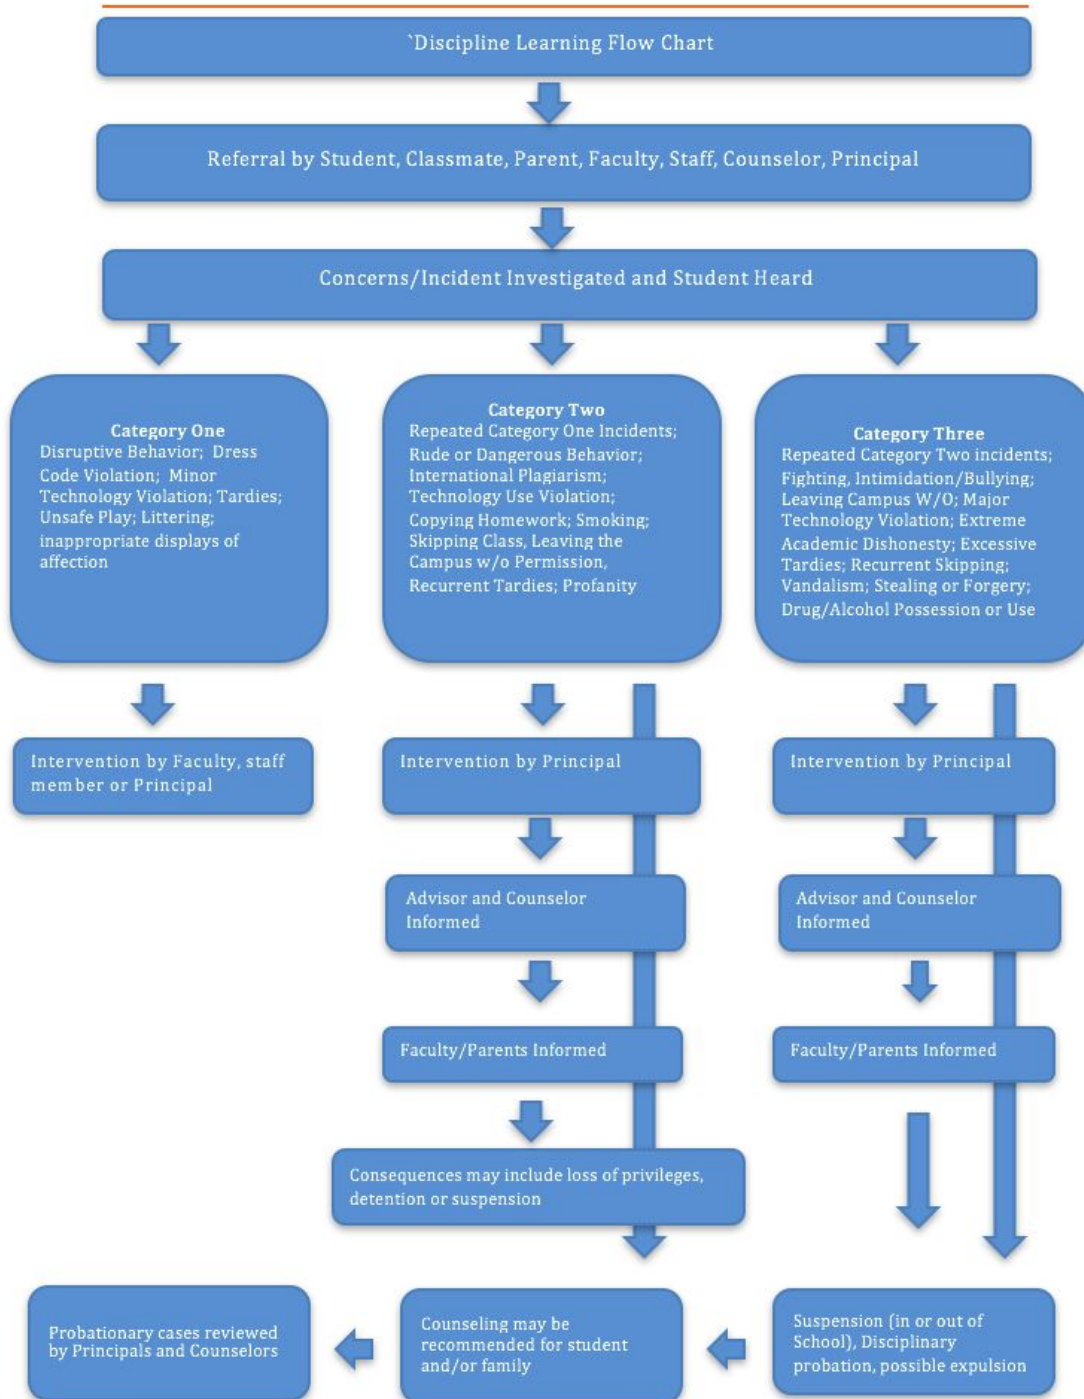 `Discipline Learning Flow Chart
Referral by Student, Classmate, Parent, Faculty, Staff, Counselor, Principal
Concerns/Incident Investigated and Student Heard
Category One
Disruptive Behavior; Dress
Code Violation; Minor
Technology Violation; Tardies;
Unsafe Play; Littering;
inappropriate displays of
affection
Category Two
Repeated Category One Incidents;
Rude or Dangerous Behavior;
International Plagiarism;
Technology Use Violation;
Copying Homework; Smoking;
Skipping Class, Leaving the
Campus w/o Permission,
Recurrent Tardies; Profanity
Category Three
Repeated Category Two incidents;
Fighting, Intimidation/Bullying;
Leaving Campus W/O; Major
Technology Violation; Extreme
Academic Dishonesty; Excessive
Tardies; Recurrent Skipping;
Vandalism; Stealing or Forgery;
Drug/Alcohol Possession or Use
Intervention by Faculty, staff
member or Principal
Intervention by Principal
Intervention by Principal
Advisor and Counselor
Informed
Advisor and Counselor
Informed
Faculty/Parents Informed
Faculty/Parents Informed
Consequences may include loss of privileges,
detention or suspension
Probationary cases reviewed
by Principals and Counselors
Counseling may be
recommended for student
and/or family
Suspension (in or out of
School), Disciplinary
probation, possible expulsion